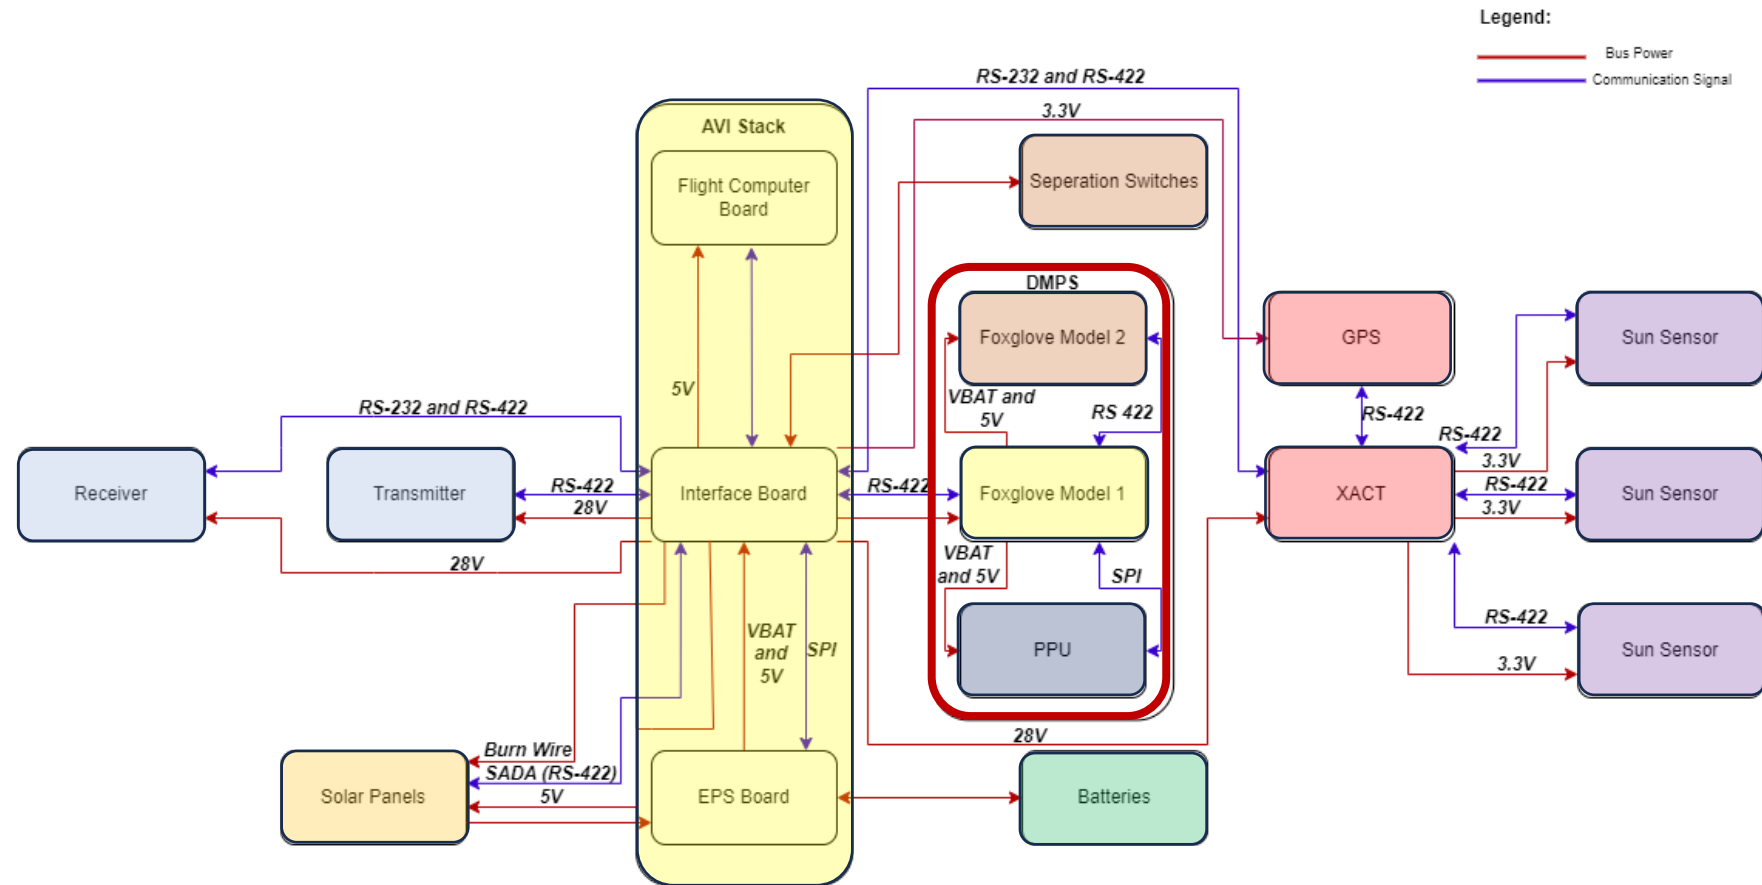 Legend:
Bus Power
Communication Signal
RS-232 and RS-422
3.3V
AVI Stack
Flight Computer
Board
Seperation Switches
DMPS
Foxglove Model 2
GPS
Sun Sensor
5V
VBAT and
5V
RS 422
RS-232 and RS-422
RS-422
RS-422
3.3V
Receiver
Transmitter
RS-422
28V
Interface Board
RS-422
Foxglove Model 1
XACT
RS-422
3.3V
Sun Sensor
28V
VBAT
and 5V
SPI
VBAT
and
5V
SPI
PPU
RS-422
3.3V
Sun Sensor
28V
Burn Wire
SADA (RS-422)
5V
Solar Panels
EPS Board
Batteries